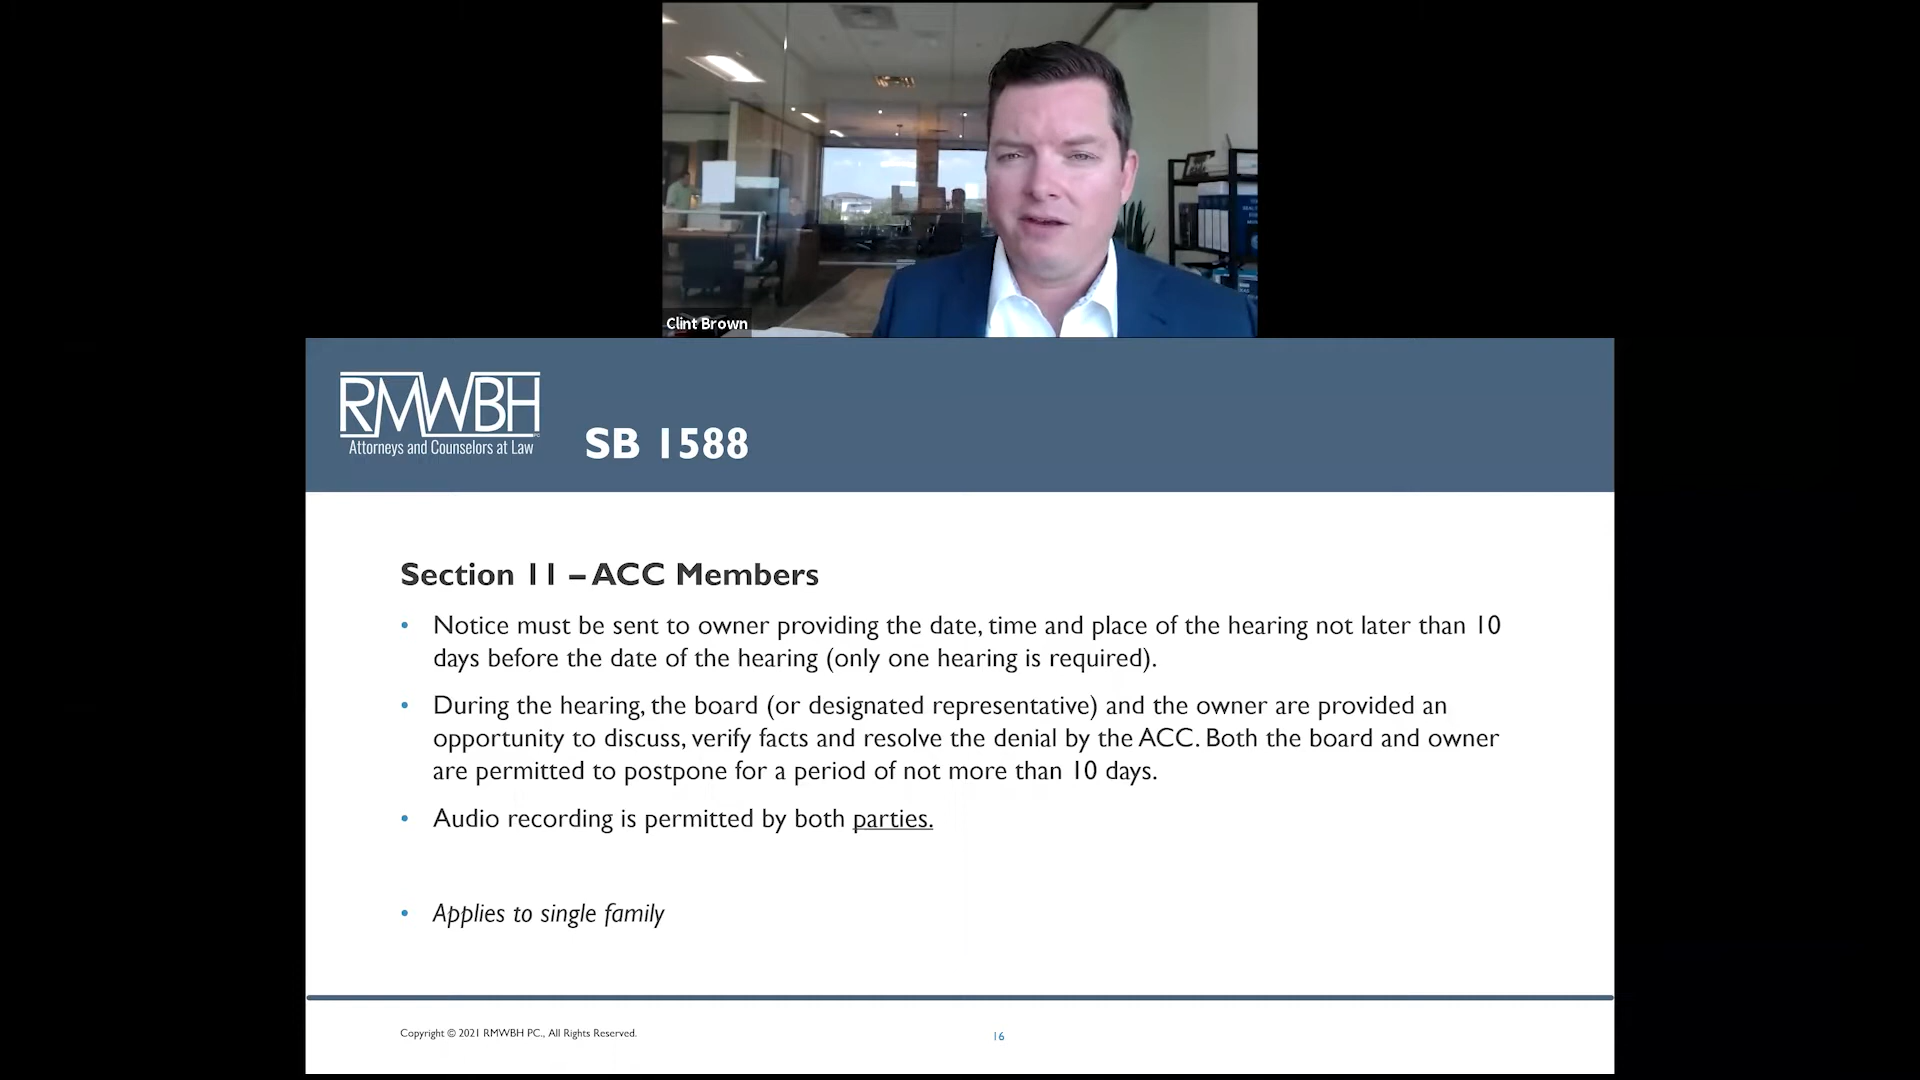 Clint Brown
RMWBH PC
Attorneys and Counselors at Law
SB 1588
Section 11 – ACC Members
• Notice must be sent to owner providing the date, time and place of the hearing not later than 10
days before the date of the hearing (only one hearing is required).
• During the hearing, the board (or designated representative) and the owner are provided an
opportunity to discuss, verify facts and resolve the denial by the ACC. Both the board and owner
are permitted to postpone for a period of not more than 10 days.
• Audio recording is permitted by both parties.
• Applies to single family
Copyright © 2021 RMWBH PC., All Rights Reserved.
16